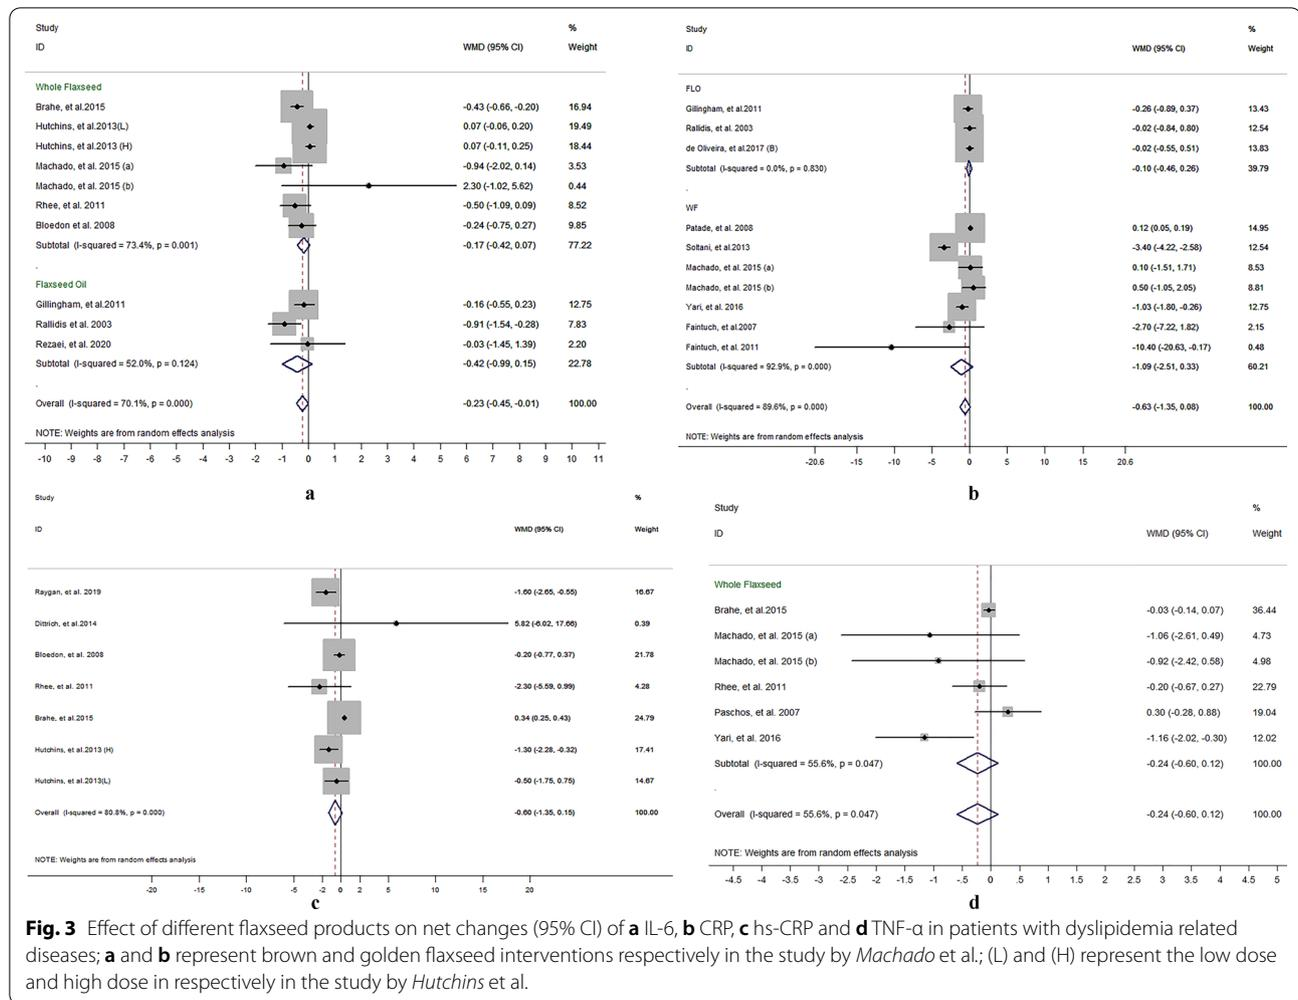 Study %
ID WMD (95% CI) Weight
Whole Flaxseed
Brahe, et al.2015 -0.43 (-0.66, -0.20) 16.94
Hutchins, et al.2013(L) 0.07 (-0.06, 0.20) 19.49
Hutchins, et al.2013 (H) 0.07 (-0.11, 0.25) 18.44
Machado, et al. 2015 (a) -0.94 (-2.02, 0.14) 3.53
Machado, et al. 2015 (b) 2.30 (-1.02, 5.62) 0.44
Rhee, et al. 2011 -0.50 (-1.09, 0.09) 8.52
Bloedon et al. 2008 -0.24 (-0.75, 0.27) 9.85
Subtotal (I-squared = 73.4%, p = 0.001) -0.17 (-0.42, 0.07) 77.22
.
Flaxseed Oil
Gillingham, et al.2011 -0.16 (-0.55, 0.23) 12.75
Rallidis et al. 2003 -0.91 (-1.54, -0.28) 7.83
Rezaei, et al. 2020 -0.03 (-1.45, 1.39) 2.20
Subtotal (I-squared = 52.0%, p = 0.124) -0.42 (-0.99, 0.15) 22.78
.
Overall (I-squared = 70.1%, p = 0.000) -0.23 (-0.45, -0.01) 100.00
NOTE: Weights are from random effects analysis
-10 -9 -8 -7 -6 -5 -4 -3 -2 -1 0 1 2 3 4 5 6 7 8 9 10 11
a
Study %
ID WMD (95% CI) Weight
FLO
Gillingham, et al.2011 -0.26 (-0.89, 0.37) 13.43
Rallidis et al. 2003 -0.02 (-0.84, 0.80) 12.54
de Oliveira, et al.2017 (B) -0.02 (-0.55, 0.51) 13.83
Subtotal (I-squared = 0.0%, p = 0.830) -0.10 (-0.46, 0.26) 39.79
.
WF
Patade, et al. 2008 0.12 (0.05, 0.19) 14.95
Soltani, et al.2013 -3.40 (-4.22, -2.58) 12.54
Machado, et al. 2015 (a) 0.10 (-1.51, 1.71) 8.53
Machado, et al. 2015 (b) 0.50 (-1.05, 2.05) 8.81
Yari, et al. 2016 -1.03 (-1.80, -0.26) 12.75
Faintuch, et al.2007 -2.70 (-7.22, 1.82) 2.15
Faintuch, et al. 2011 -10.40 (-20.63, -0.17) 0.48
Subtotal (I-squared = 92.9%, p = 0.000) -1.09 (-2.51, 0.33) 60.21
.
Overall (I-squared = 89.6%, p = 0.000) -0.63 (-1.35, 0.08) 100.00
NOTE: Weights are from random effects analysis
-20.6 -15 -10 -5 0 5 10 15 20.6
b
Study %
ID WMD (95% CI) Weight
Raygan, et al. 2019 -1.60 (-2.65, -0.55) 16.67
Dittrich, et al.2014 5.82 (-6.02, 17.66) 0.39
Bloedon, et al. 2008 -0.20 (-0.77, 0.37) 21.78
Rhee, et al. 2011 -2.30 (-5.59, 0.99) 4.28
Brahe, et al.2015 0.34 (0.25, 0.43) 24.79
Hutchins, et al.2013 (H) -1.30 (-2.28, -0.32) 17.41
Hutchins, et al.2013(L) -0.50 (-1.75, 0.75) 14.67
Overall (I-squared = 80.8%, p = 0.000) -0.60 (-1.35, 0.15) 100.00
NOTE: Weights are from random effects analysis
-20 -15 -10 -5 -2 0 2 5 10 15 20
c
Study %
ID WMD (95% CI) Weight
Whole Flaxseed
Brahe, et al.2015 -0.03 (-0.14, 0.07) 36.44
Machado, et al. 2015 (a) -1.06 (-2.61, 0.49) 4.73
Machado, et al. 2015 (b) -0.92 (-2.42, 0.58) 4.98
Rhee, et al. 2011 -0.20 (-0.67, 0.27) 22.79
Paschos, et al. 2007 0.30 (-0.28, 0.88) 19.04
Yari, et al. 2016 -1.16 (-2.02, -0.30) 12.02
Subtotal (I-squared = 55.6%, p = 0.047) -0.24 (-0.60, 0.12) 100.00
.
Overall (I-squared = 55.6%, p = 0.047) -0.24 (-0.60, 0.12) 100.00
NOTE: Weights are from random effects analysis
-4.5 -4 -3.5 -3 -2.5 -2 -1.5 -1 -.5 0 .5 1 1.5 2 2.5 3 3.5 4 4.5 5
d
Fig. 3 Effect of different flaxseed products on net changes (95% CI) of a IL-6, b CRP, c hs-CRP and d TNF-α in patients with dyslipidemia related
diseases; a and b represent brown and golden flaxseed interventions respectively in the study by Machado et al.; (L) and (H) represent the low dose
and high dose in respectively in the study by Hutchins et al.